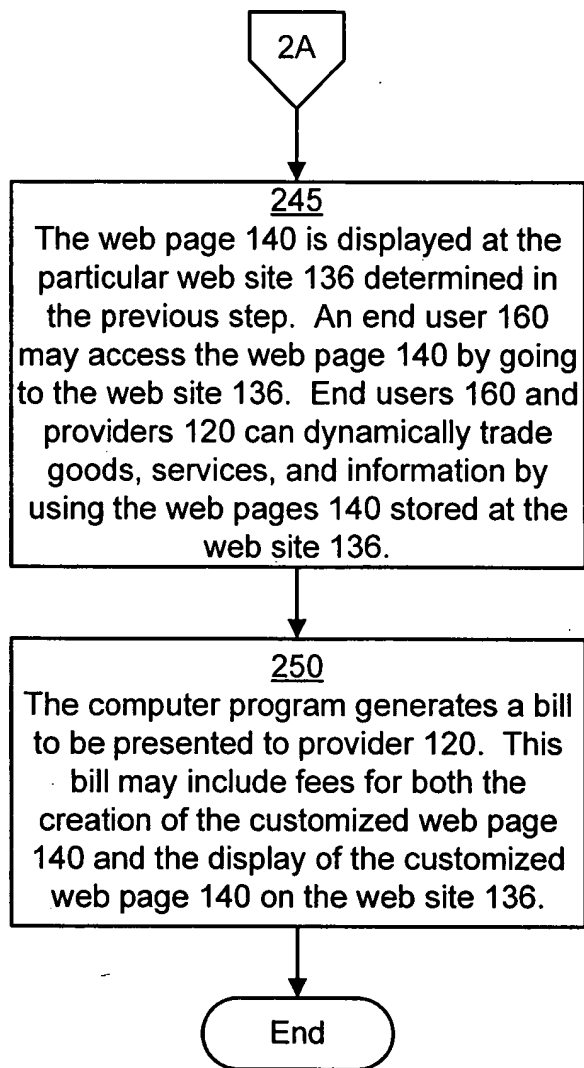 2A
245
The web page 140 is displayed at the
particular web site 136 determined in
the previous step. An end user 160
may access the web page 140 by going
to the web site 136. End users 160 and
providers 120 can dynamically trade
goods, services, and information by
using the web pages 140 stored at the
web site 136.
250
The computer program generates a bill
to be presented to provider 120. This
bill may include fees for both the
creation of the customized web page
140 and the display of the customized
web page 140 on the web site 136.
End